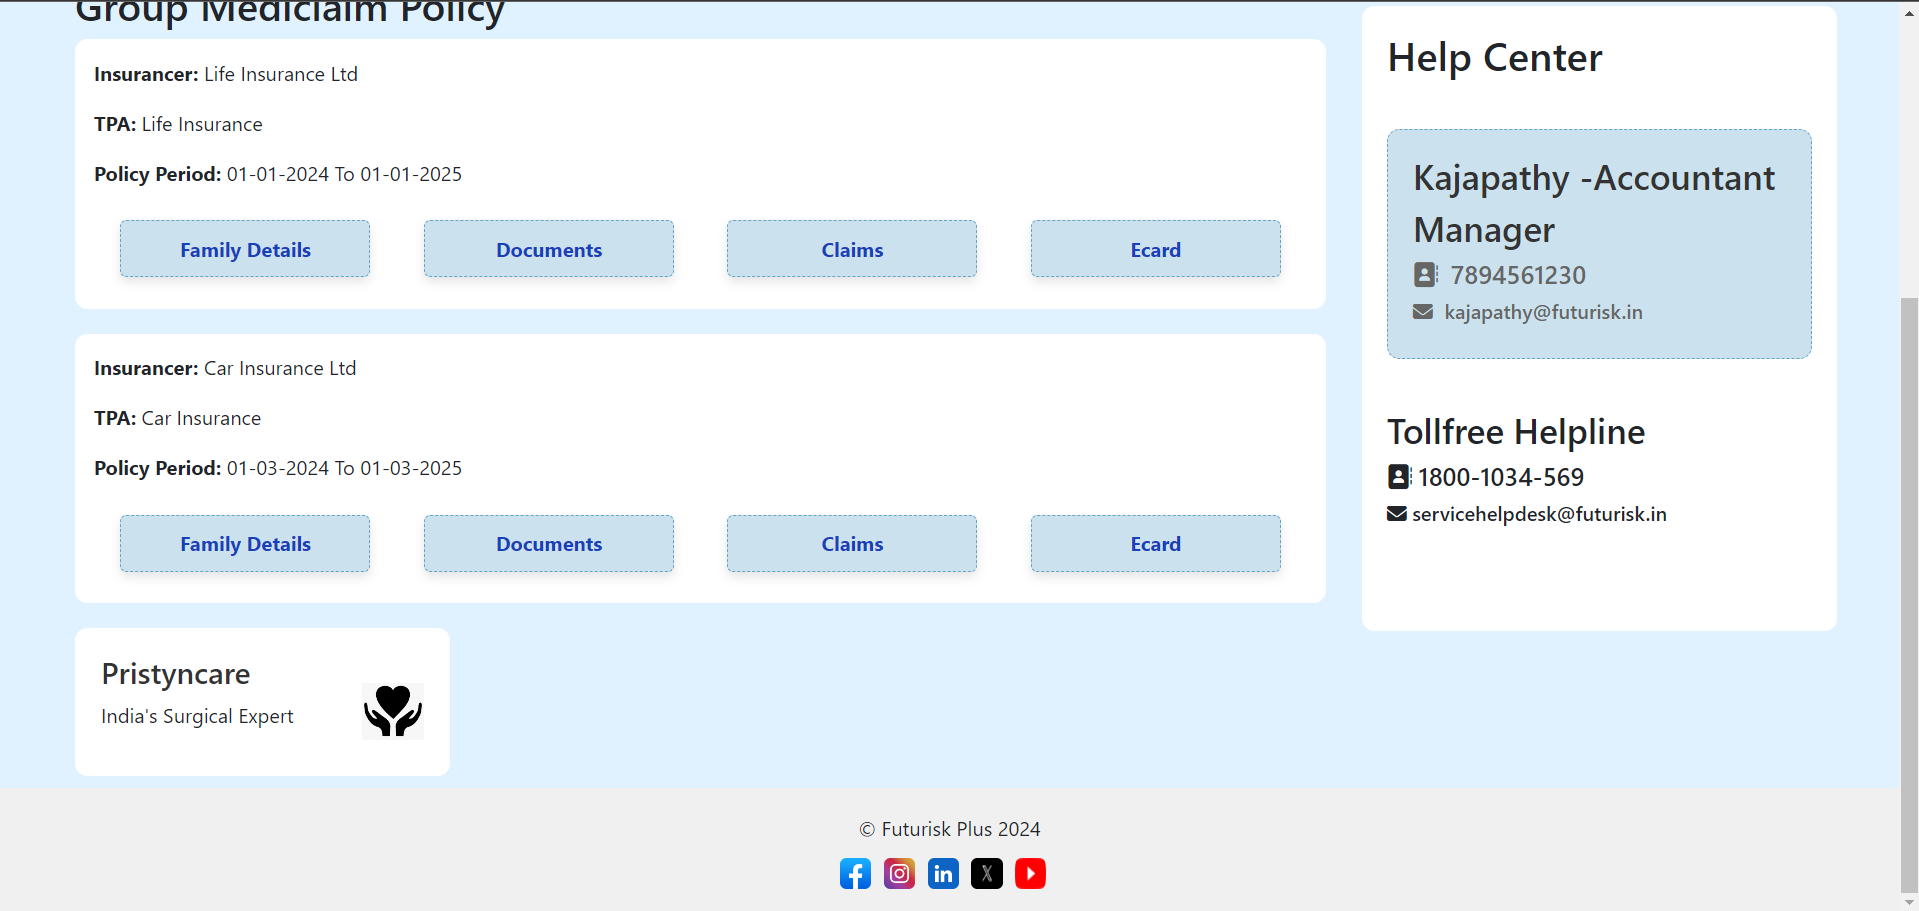 Group Mediclaim Policy
Insurancer: Life Insurance Ltd
TPA: Life Insurance
Policy Period: 01-01-2024 To 01-01-2025
Family Details
Documents
Claims
Ecard
Insurancer: Car Insurance Ltd
TPA: Car Insurance
Policy Period: 01-03-2024 To 01-03-2025
Family Details
Documents
Claims
Ecard
Pristyncare
India's Surgical Expert
Help Center
Kajapathy -Accountant
Manager
7894561230
kajapathy@futurisk.in
Tollfree Helpline
1800-1034-569
servicehelpdesk@futurisk.in
© Futurisk Plus 2024